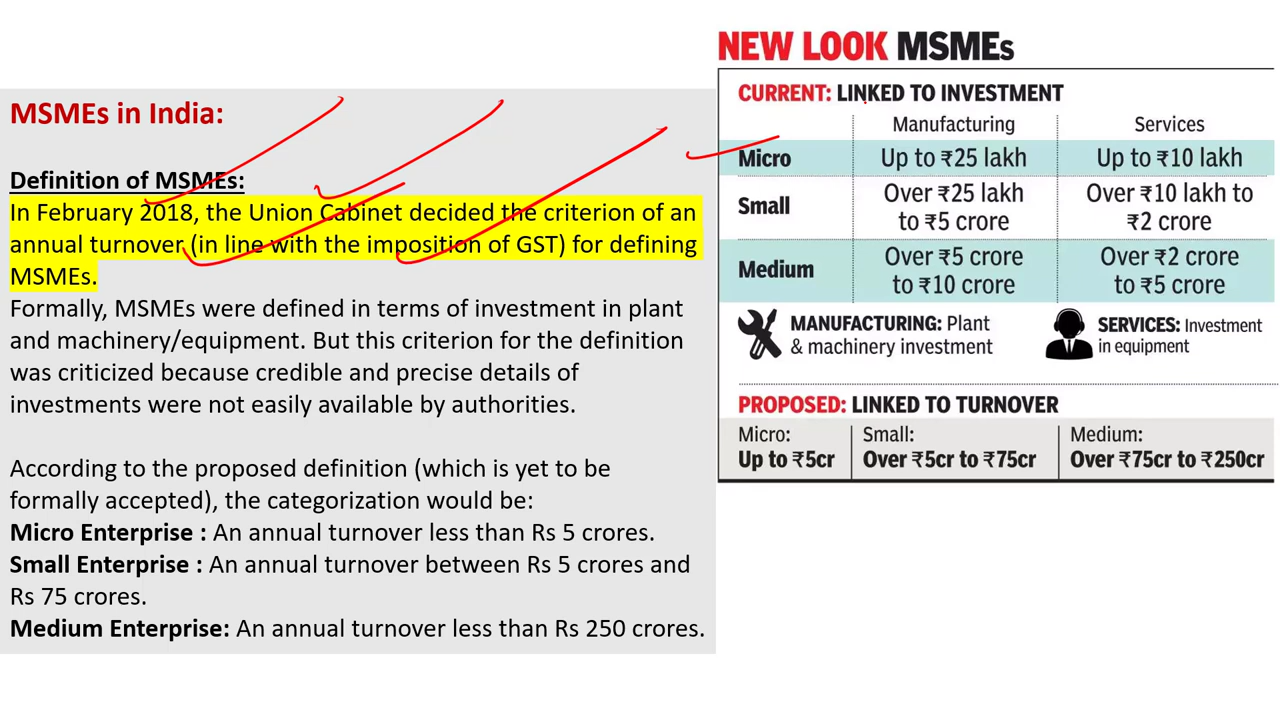 MSMEs in India:
Definition of MSMEs:
In February 2018, the Union Cabinet decided the criterion of an
annual turnover (in line with the imposition of GST) for defining
MSMEs.
Formally, MSMEs were defined in terms of investment in plant
and machinery/equipment. But this criterion for the definition
was criticized because credible and precise details of
investments were not easily available by authorities.
According to the proposed definition (which is yet to be
formally accepted), the categorization would be:
Micro Enterprise : An annual turnover less than Rs 5 crores.
Small Enterprise : An annual turnover between Rs 5 crores and
Rs 75 crores.
Medium Enterprise: An annual turnover less than Rs 250 crores.
NEW LOOK MSMEs
CURRENT: LINKED TO INVESTMENT
Manufacturing Services
Micro Up to ₹25 lakh Up to ₹10 lakh
Small Over ₹25 lakh to ₹5 crore Over ₹10 lakh to ₹2 crore
Medium Over ₹5 crore to ₹10 crore Over ₹2 crore to ₹5 crore
MANUFACTURING: Plant
& machinery investment
SERVICES: Investment
in equipment
PROPOSED: LINKED TO TURNOVER
Micro: Small: Medium:
Up to ₹5cr Over ₹5cr to ₹75cr Over ₹75cr to ₹250cr